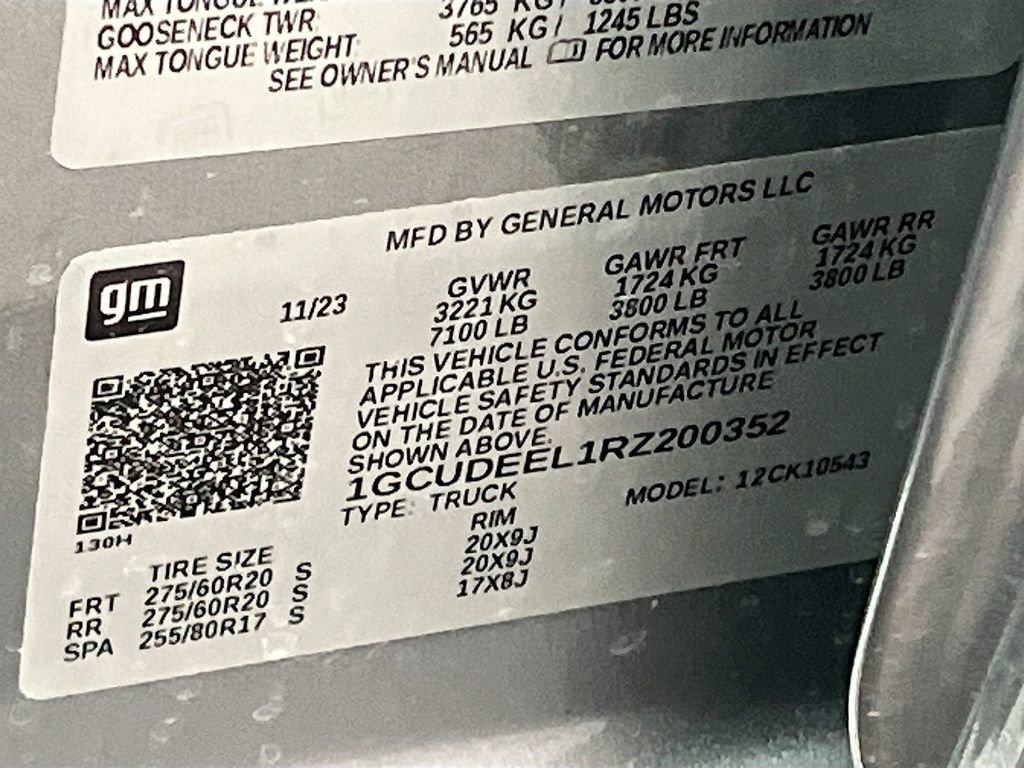 MAX TONGUE
3765 KG/
GOOSENECK TWR
565 KG / 1245 LBS
MAX TONGUE WEIGHT
SEE OWNER'S MANUAL FOR MORE INFORMATION
MFD BY GENERAL MOTORS LLC
gm
11/23
GVWR GAWR FRT GAWR RR
3221 KG 1724 KG 1724 KG
7100 LB 3800 LB 3800 LB
THIS VEHICLE CONFORMS TO ALL
APPLICABLE U.S. FEDERAL MOTOR
VEHICLE SAFETY STANDARDS IN EFFECT
ON THE DATE OF MANUFACTURE
SHOWN ABOVE.
1GCUDEEL1RZ200352
TYPE: TRUCK MODEL: 12CK10543
130H
TIRE SIZE RIM
FRT 275/60R20 S 20X9J
RR 275/60R20 S 20X9J
SPA 255/80R17 S 17X8J